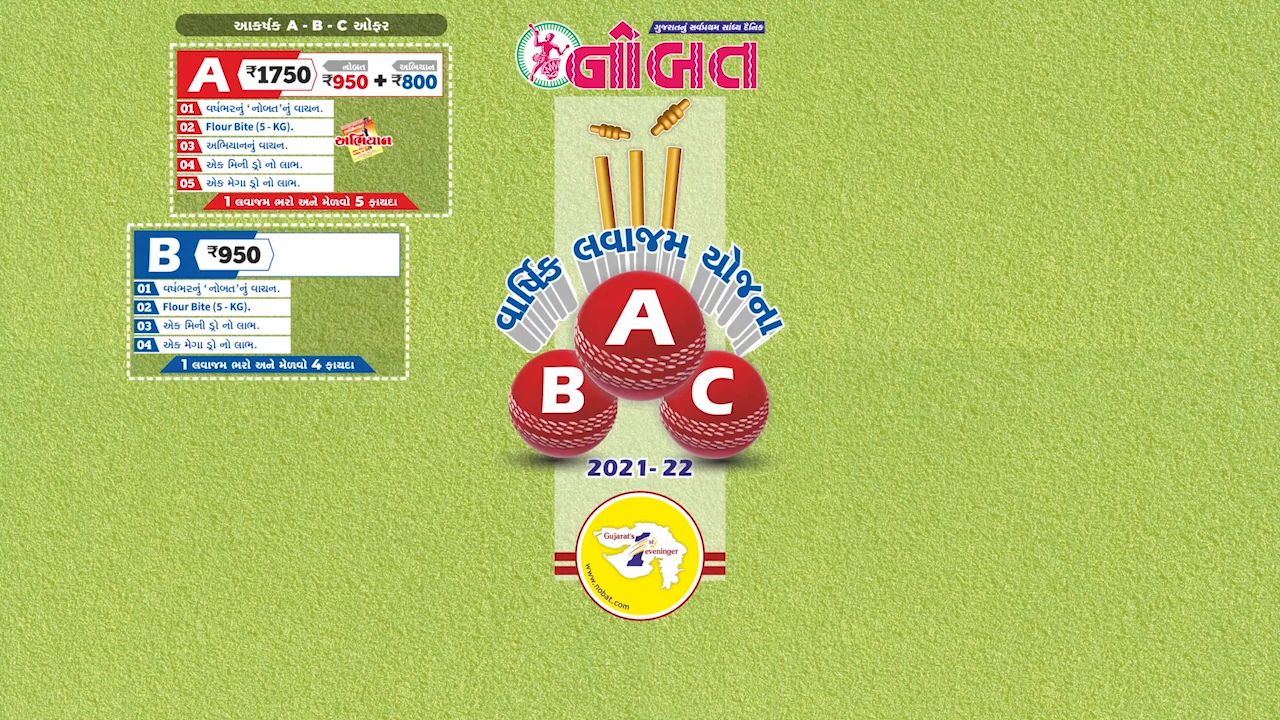 આકર્ષક A - B - C ઓફર
A ₹1750 નોબત ₹950 + અભિયાન ₹800
01 વર્ષભરનું 'નોબત'નું વાચન.
02 Flour Bite (5 - KG).
03 અભિયાનનું વાચન.
04 એક મિની ડ્રો નો લાભ.
05 એક મેગા ડ્રો નો લાભ.
અભિયાન
1 લવાજમ ભરો અને મેળવો 5 ફાયદા
B ₹950
01 વર્ષભરનું 'નોબત'નું વાચન.
02 Flour Bite (5 - KG).
03 એક મિની ડ્રો નો લાભ.
04 એક મેગા ડ્રો નો લાભ.
1 લવાજમ ભરો અને મેળવો 4 ફાયદા
ગુજરાતનું સર્વપ્રથમ સાંધ્ય દૈનિક
નોબત
વાર્ષિક લવાજમ યોજના
A
B C
2021-22
Gujarat's 1st eveninger
www.nobat.com